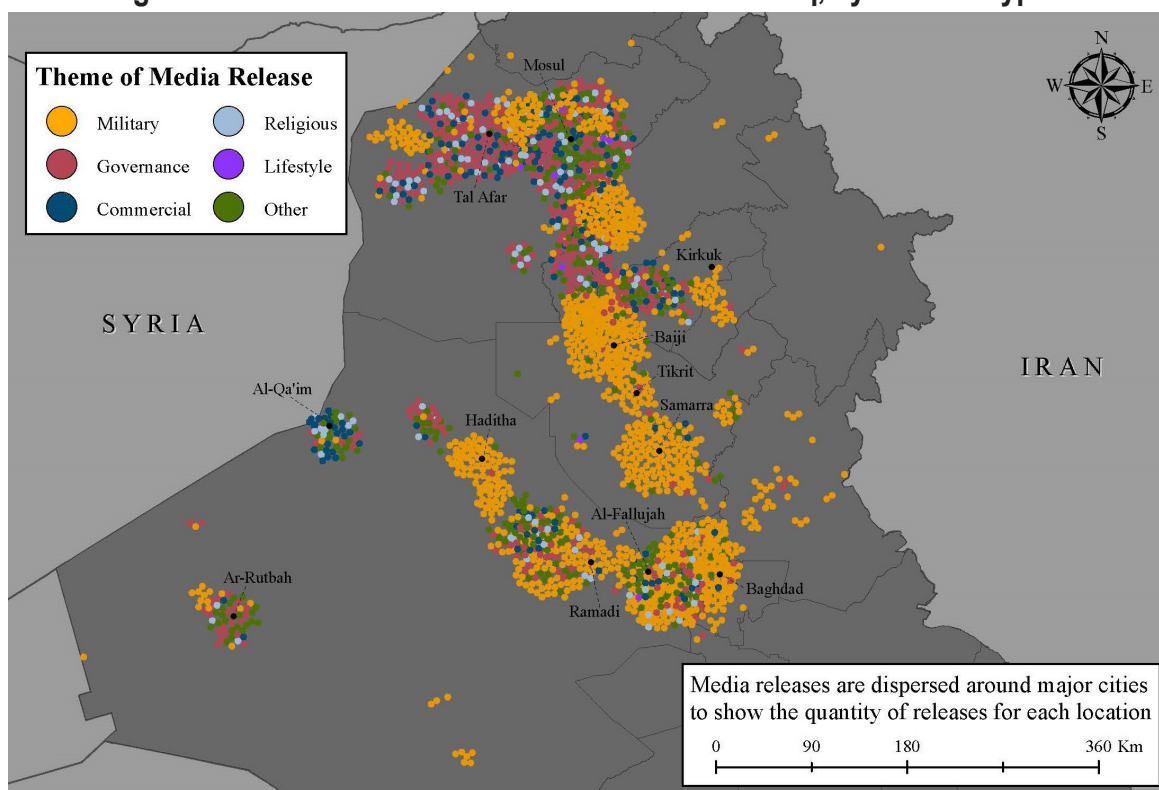 Theme of Media Release
Military
Religious
Governance
Lifestyle
Commercial
Other
N
W E
S
Mosul
Tal Afar
Kirkuk
SYRIA
Baiji
IRAN
Tikrit
Al-Qa'im
Samarra
Haditha
Al-Fallujah
Ar-Rutbah
Baghdad
Ramadi
Media releases are dispersed around major cities
to show the quantity of releases for each location
0 90 180 360 Km